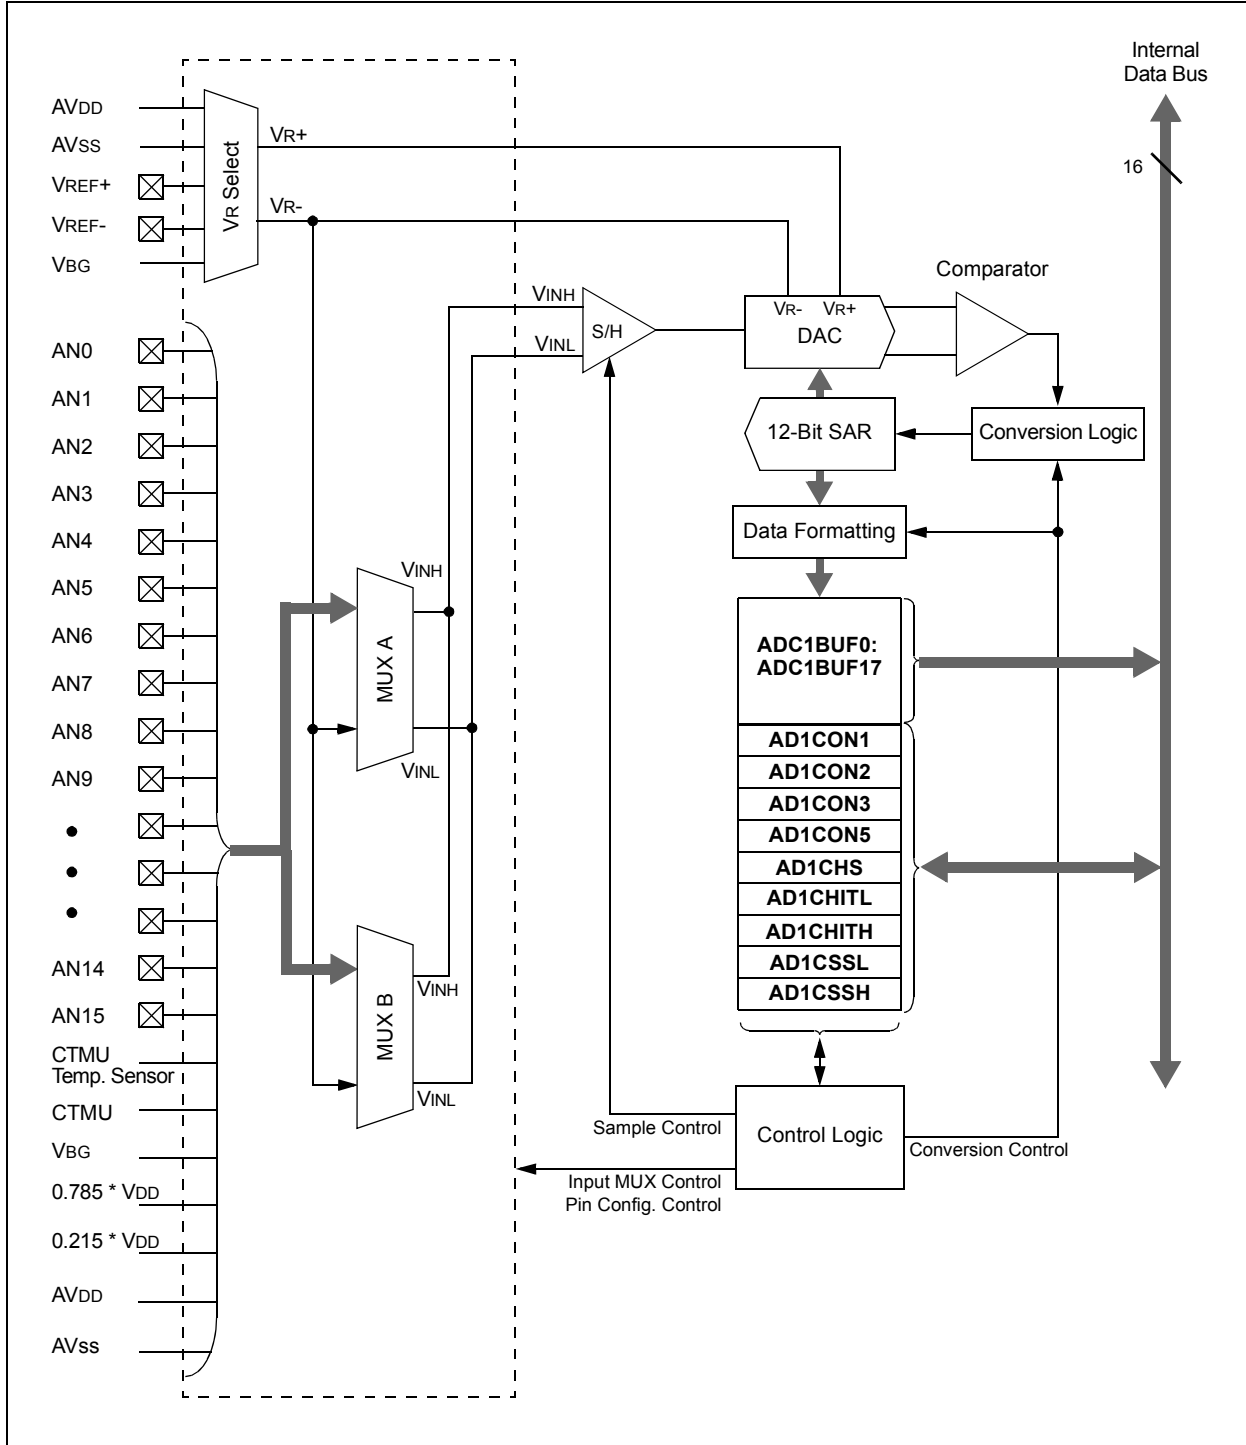 Internal
Data Bus
16
AVDD
AVSS
VREF+
VREF-
VBG
VR Select
VR+
VR-
AN0
AN1
AN2
AN3
AN4
AN5
AN6
AN7
AN8
AN9
AN14
AN15
CTMU
Temp. Sensor
CTMU
VBG
0.785 * VDD
0.215 * VDD
AVDD
AVss
VINH
MUX A
VINL
MUX B
VINH
VINL
VINH
VINL
S/H
VR- VR+
DAC
Comparator
12-Bit SAR
Conversion Logic
Data Formatting
ADC1BUF0:
ADC1BUF17
AD1CON1
AD1CON2
AD1CON3
AD1CON5
AD1CHS
AD1CHITL
AD1CHITH
AD1CSSL
AD1CSSH
Control Logic
Sample Control
Conversion Control
Input MUX Control
Pin Config. Control